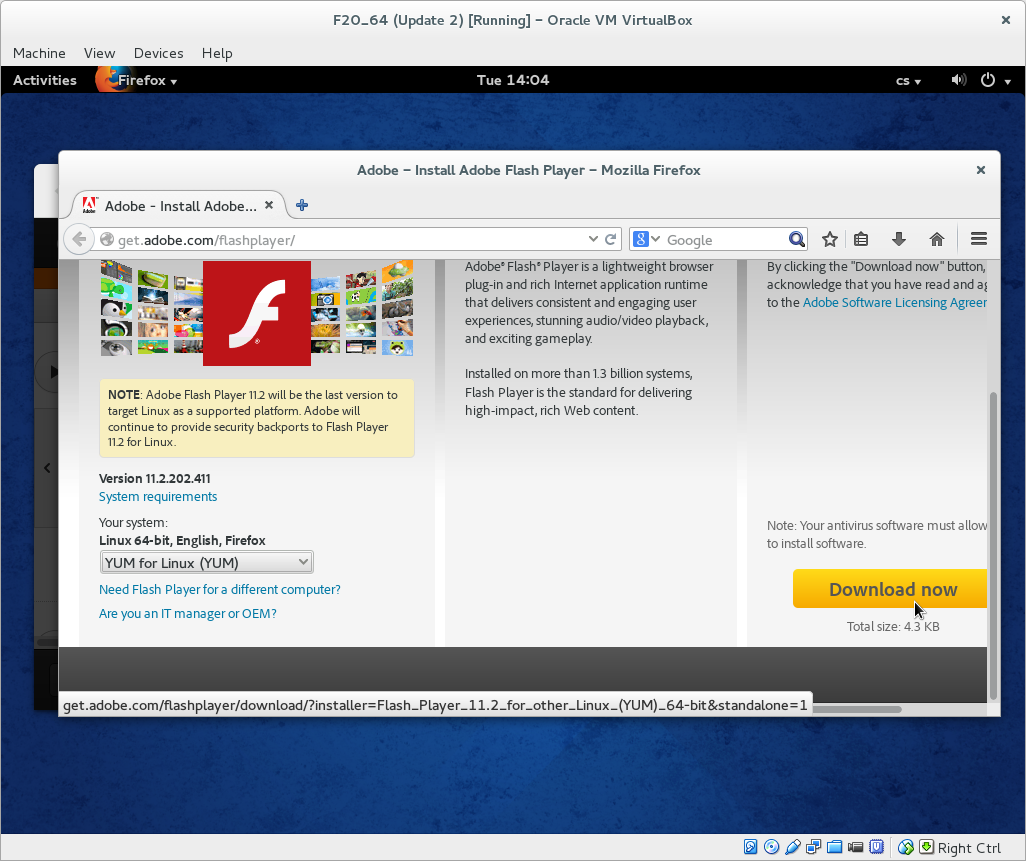 F20_64 (Update 2) [Running] – Oracle VM VirtualBox
Machine View Devices Help
Activities Firefox Tue 14:04 cs
Adobe – Install Adobe Flash Player – Mozilla Firefox
Adobe - Install Adobe...
get.adobe.com/flashplayer/
Google
NOTE: Adobe Flash Player 11.2 will be the last version to
target Linux as a supported platform. Adobe will
continue to provide security backports to Flash Player
11.2 for Linux.
Version 11.2.202.411
System requirements
Your system:
Linux 64-bit, English, Firefox
YUM for Linux (YUM)
Need Flash Player for a different computer?
Are you an IT manager or OEM?
Adobe® Flash® Player is a lightweight browser
plug-in and rich Internet application runtime
that delivers consistent and engaging user
experiences, stunning audio/video playback,
and exciting gameplay.
Installed on more than 1.3 billion systems,
Flash Player is the standard for delivering
high-impact, rich Web content.
By clicking the "Download now" button,
acknowledge that you have read and ag
to the Adobe Software Licensing Agreer
Note: Your antivirus software must allow
to install software.
Download now
Total size: 4.3 KB
get.adobe.com/flashplayer/download/?installer=Flash_Player_11.2_for_other_Linux_(YUM)_64-bit&standalone=1
Right Ctrl